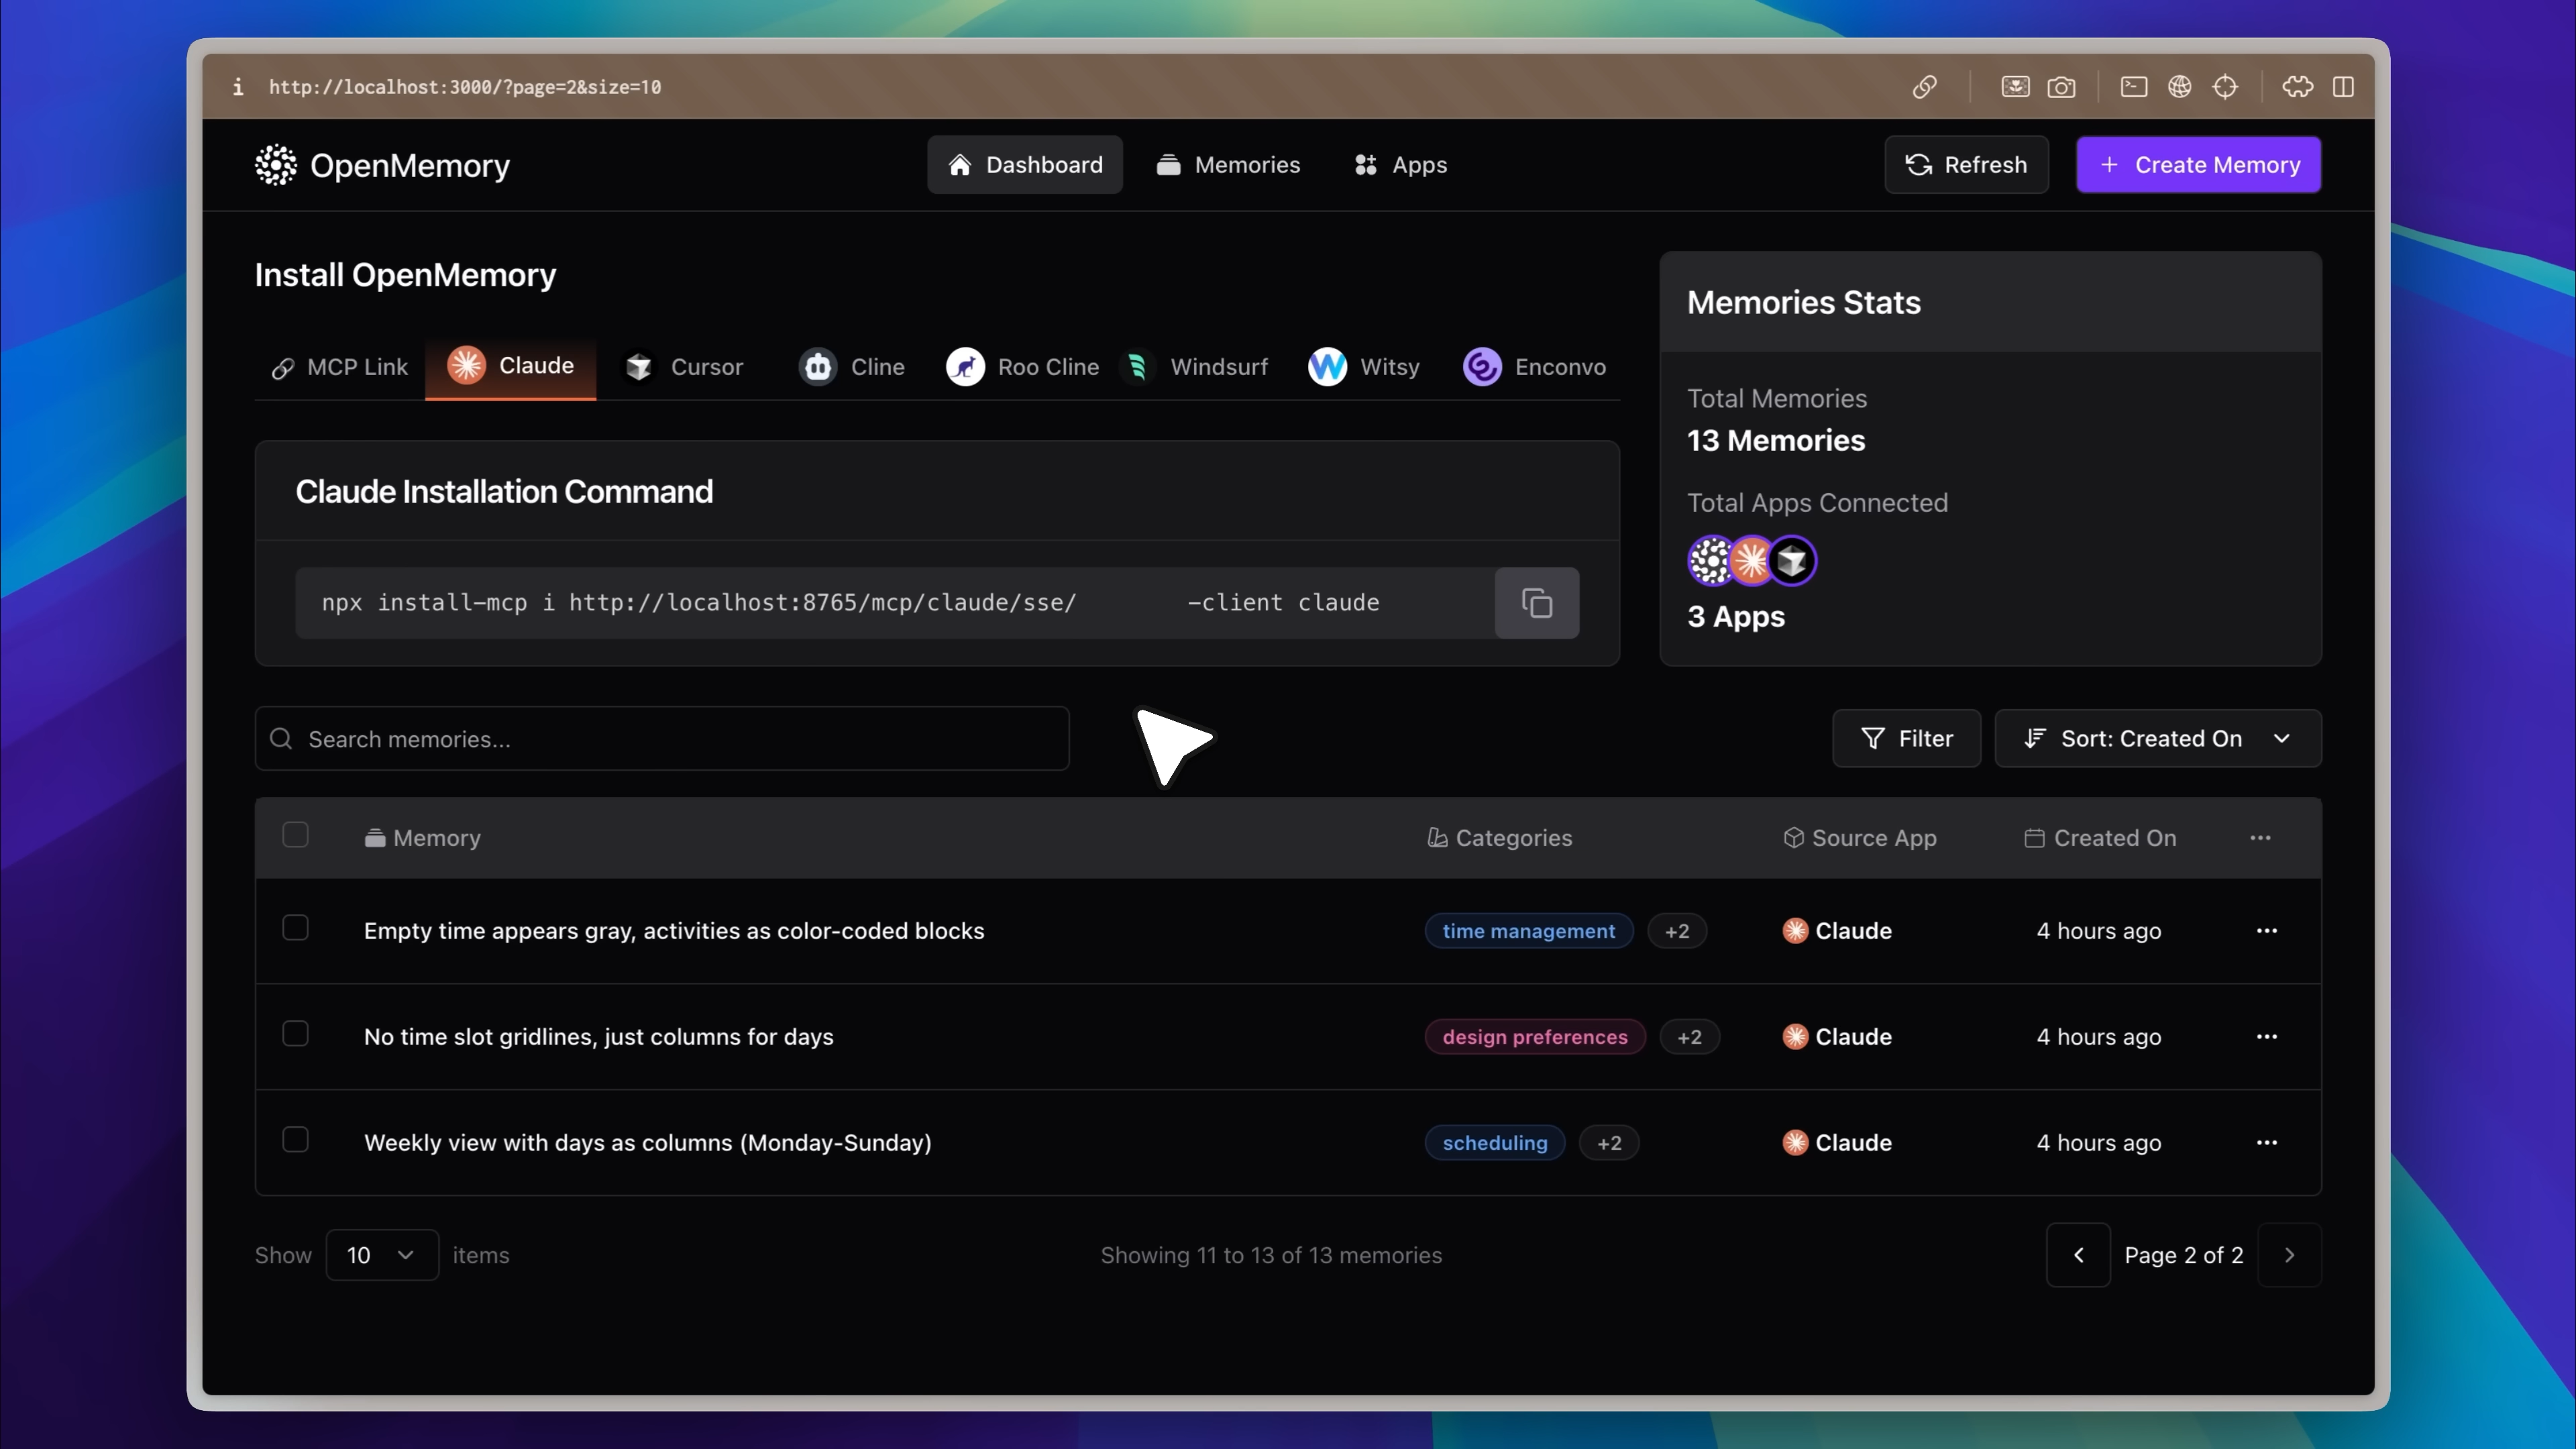 i http://localhost:3000/?page=2&size=10
OpenMemory
Dashboard Memories Apps
Refresh + Create Memory
Install OpenMemory
MCP Link Claude Cursor Cline Roo Cline Windsurf Witsy Enconvo
Claude Installation Command
npx install-mcp i http://localhost:8765/mcp/claude/sse/ -client claude
Memories Stats
Total Memories
13 Memories
Total Apps Connected
3 Apps
Search memories...
Filter Sort: Created On
Memory Categories Source App Created On ...
Empty time appears gray, activities as color-coded blocks time management +2 Claude 4 hours ago ...
No time slot gridlines, just columns for days design preferences +2 Claude 4 hours ago ...
Weekly view with days as columns (Monday-Sunday) scheduling +2 Claude 4 hours ago ...
Show 10 items Showing 11 to 13 of 13 memories Page 2 of 2